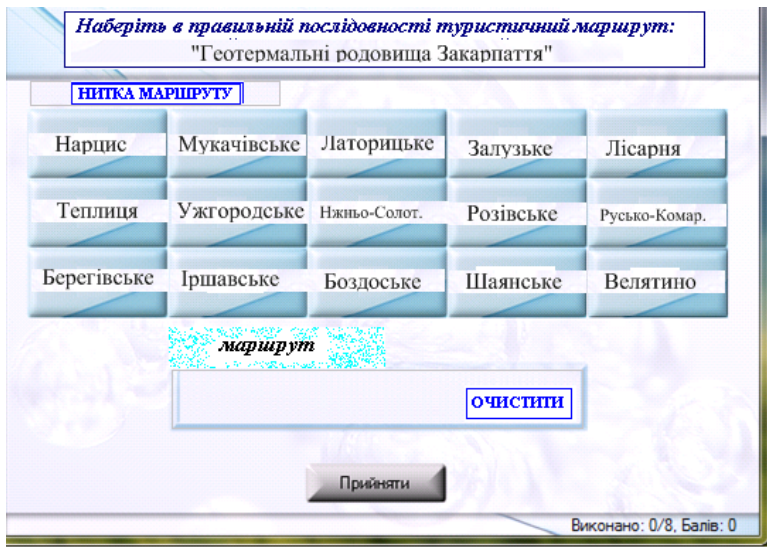 Наберіть в правильній послідовності туристичний маршрут:
"Геотермальні родовища Закарпаття"
НИТКА МАРШРУТУ
Нарцис Мукачівське Латорицьке Залузьке Лісарня
Теплиця Ужгородське Нжньо-Солот. Розівське Русько-Комар.
Берегівське Іршавське Боздоське Шаянське Велятино
маршрут
ОЧИСТИТИ
Прийняти
Виконано: 0/8, Балів: 0